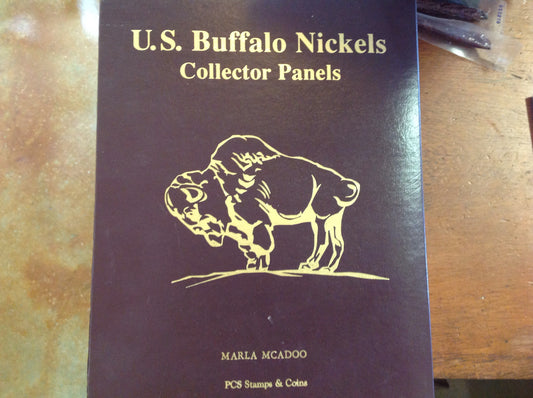 U.S. Buffalo Nickels
Collector Panels
MARLA MCADOO
PCS Stamps & Coins